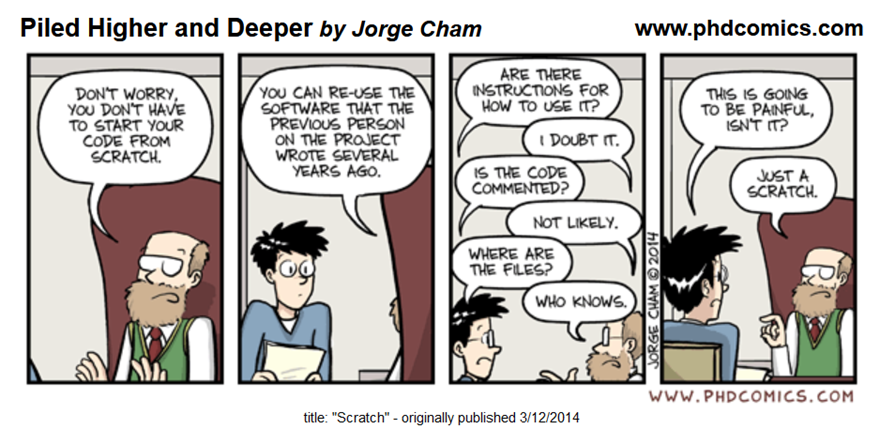 Piled Higher and Deeper by Jorge Cham
www.phdcomics.com
DON'T WORRY,
YOU DON'T HAVE
TO START YOUR
CODE FROM
SCRATCH.
YOU CAN RE-USE THE
SOFTWARE THAT THE
PREVIOUS PERSON
ON THE PROJECT
WROTE SEVERAL
YEARS AGO.
ARE THERE
INSTRUCTIONS FOR
HOW TO USE IT?
I DOUBT IT.
IS THE CODE
COMMENTED?
NOT LIKELY.
WHERE ARE
THE FILES?
WHO KNOWS.
JORGE CHAM © 2014
THIS IS GOING
TO BE PAINFUL,
ISN'T IT?
JUST A
SCRATCH.
WWW.PHDCOMICS.COM
title: "Scratch" - originally published 3/12/2014